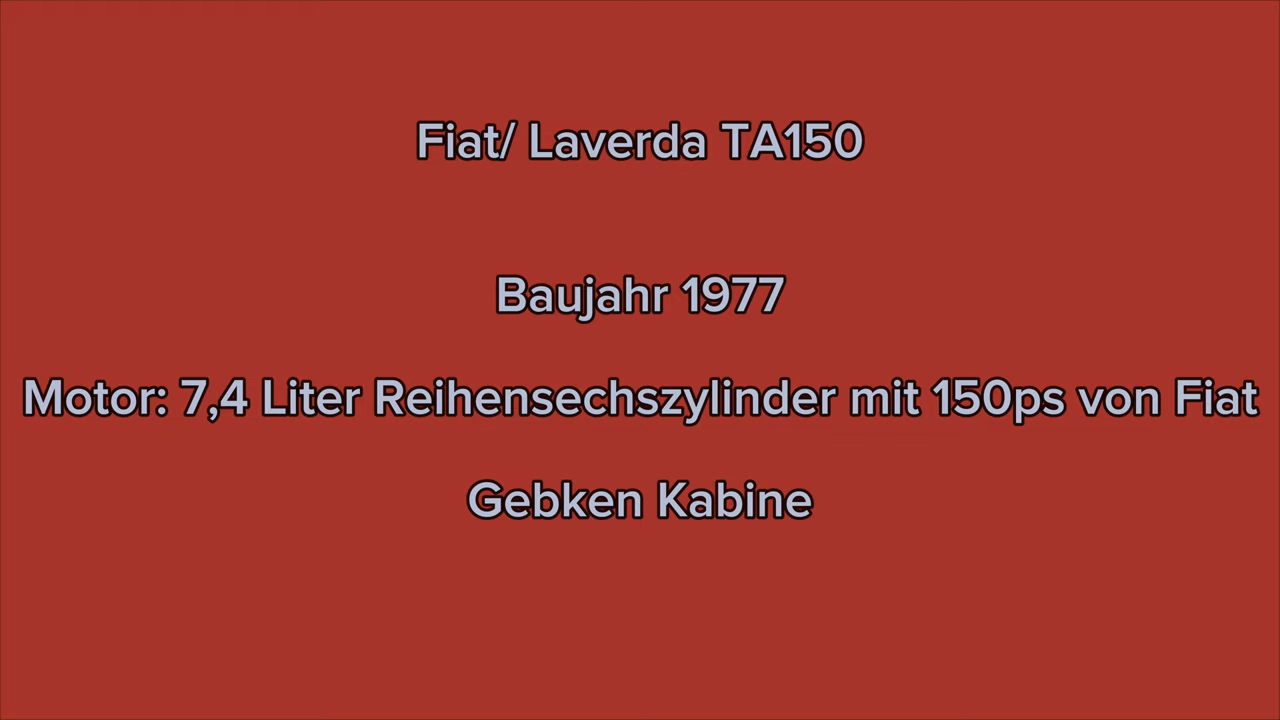 Fiat/ Laverda TA150
Baujahr 1977
Motor: 7,4 Liter Reihensechszylinder mit 150ps von Fiat
Gebken Kabine